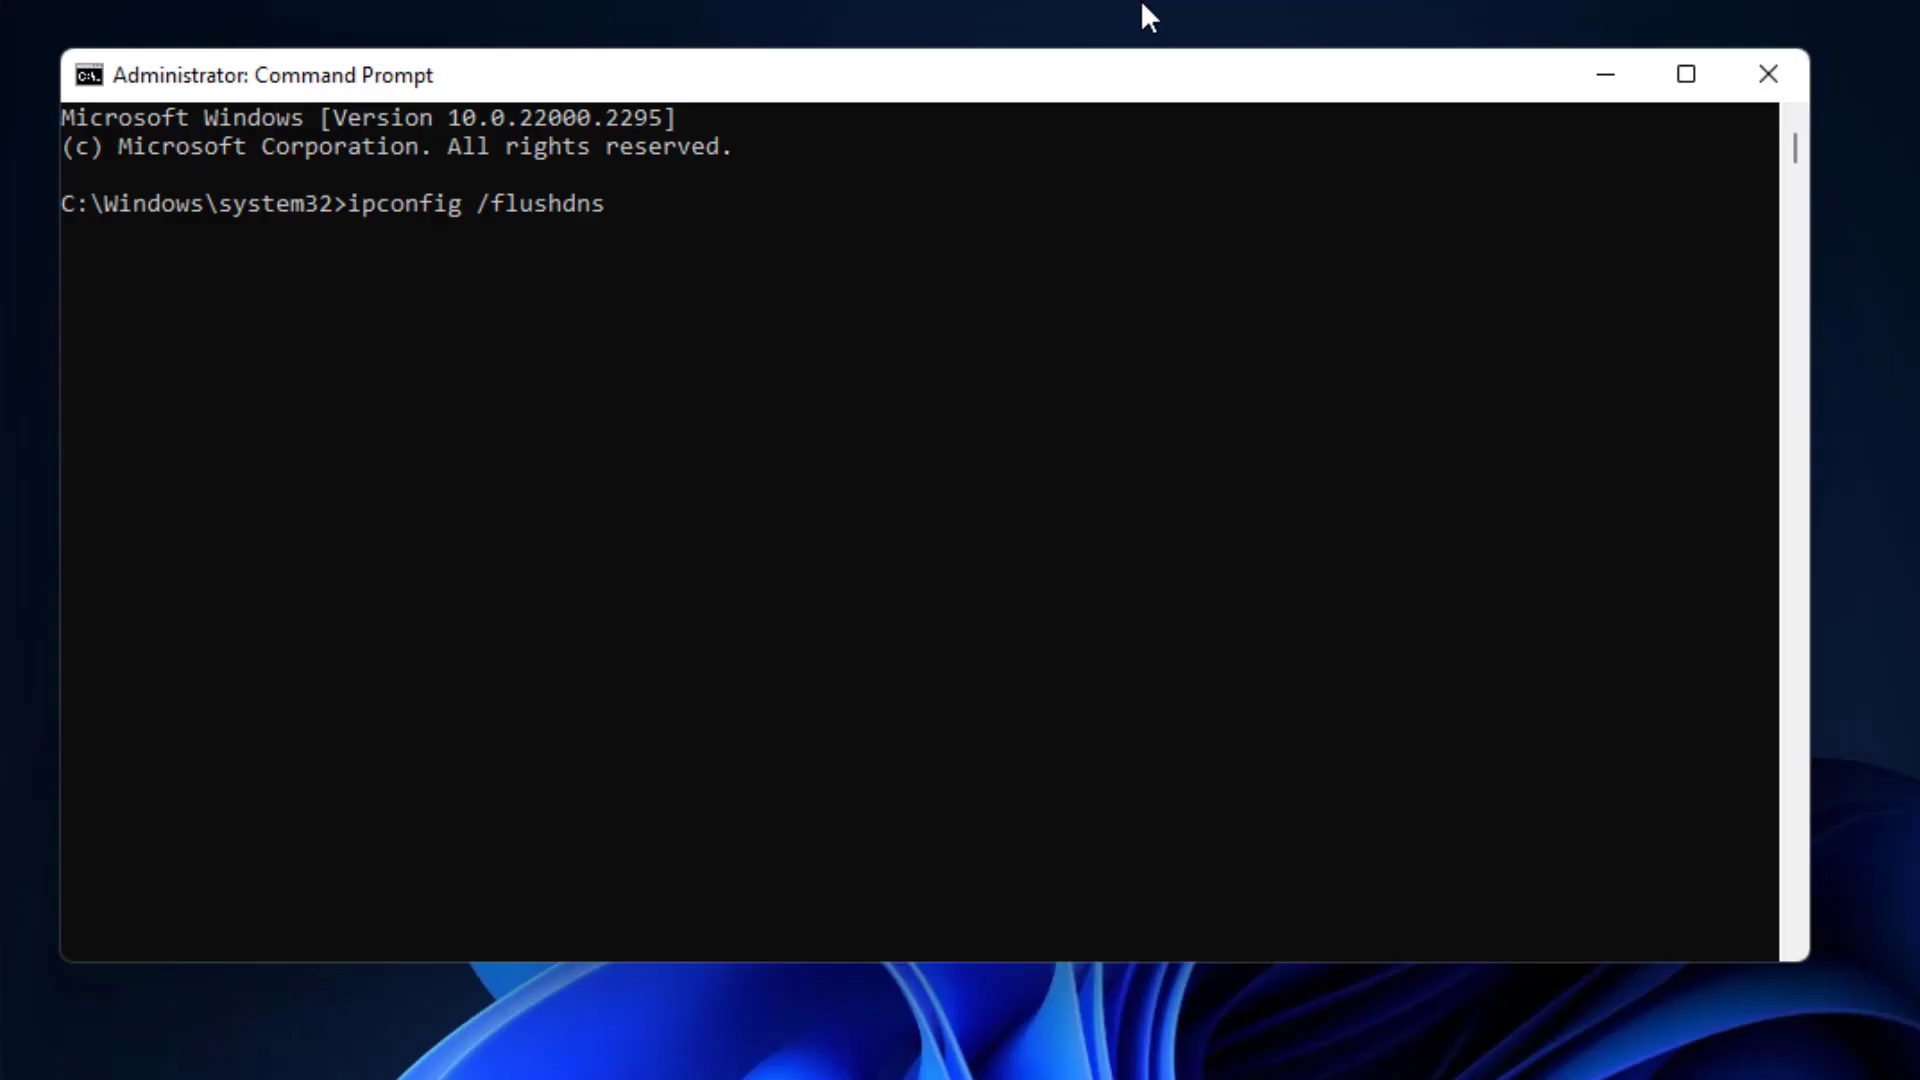 Administrator: Command Prompt
Microsoft Windows [Version 10.0.22000.2295]
(c) Microsoft Corporation. All rights reserved.
C:\Windows\system32>ipconfig /flushdns